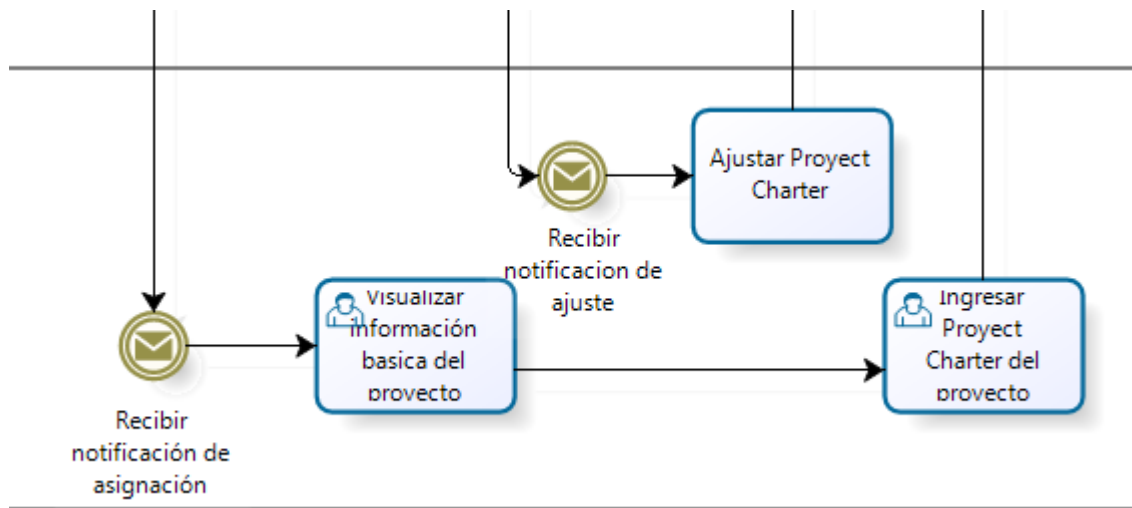 Ajustar Proyect
Charter
Recibir
notificacion de
ajuste
Visualizar
información
basica del
proyecto
Ingresar
Proyect
Charter del
proyecto
Recibir
notificación de
asignación